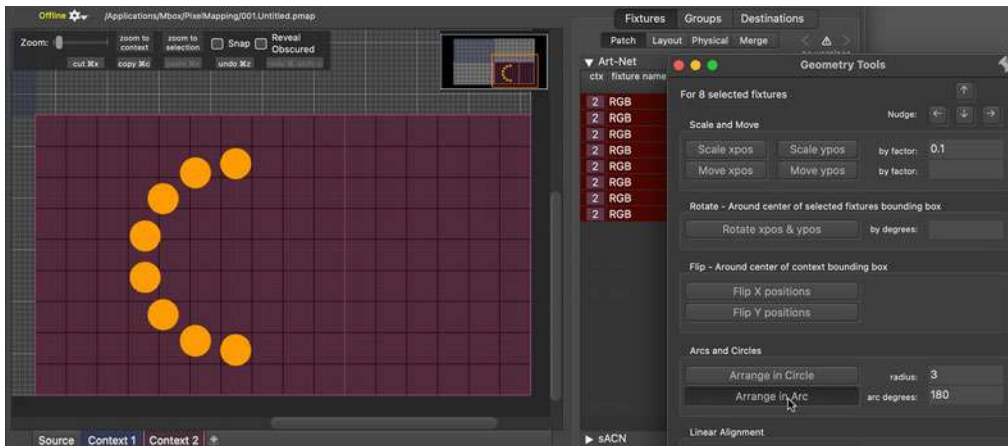 Offline /Applications/Mbox/PixelMapping/001.Untitled.pmap
Zoom: zoom to context zoom to selection Snap Reveal Obscured
cut ⌘x copy ⌘c undo ⌘z
Fixtures Groups Destinations
Patch Layout Physical Merge
▼ Art-Net
ctx fixture name
2 RGB
2 RGB
2 RGB
2 RGB
2 RGB
2 RGB
2 RGB
2 RGB
▶ sACN
Geometry Tools
For 8 selected fixtures
Nudge:
Scale and Move
Scale xpos Scale ypos by factor: 0.1
Move xpos Move ypos by factor:
Rotate - Around center of selected fixtures bounding box
Rotate xpos & ypos by degrees:
Flip - Around center of context bounding box
Flip X positions
Flip Y positions
Arcs and Circles
Arrange in Circle radius: 3
Arrange in Arc arc degrees: 180
Linear Alignment
Source Context 1 Context 2